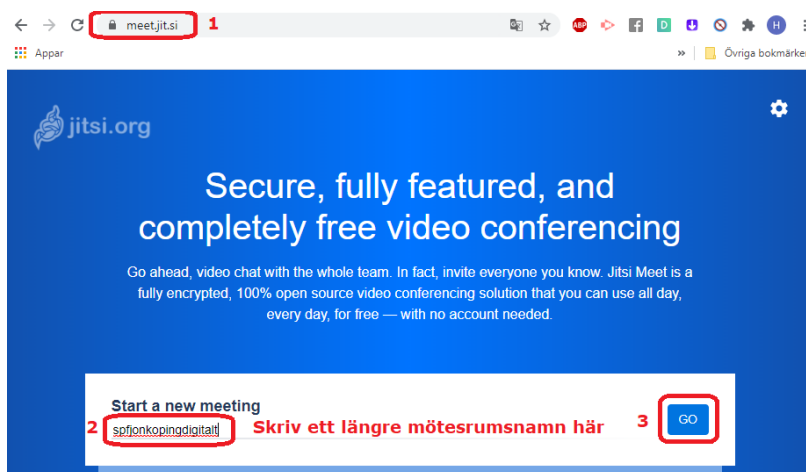 meet.jit.si 1
ABP D H
Appar » Övriga bokmärken
jitsi.org
Secure, fully featured, and
completely free video conferencing
Go ahead, video chat with the whole team. In fact, invite everyone you know. Jitsi Meet is a
fully encrypted, 100% open source video conferencing solution that you can use all day,
every day, for free — with no account needed.
Start a new meeting
2 spfjonkopingdigitalt Skriv ett längre mötesrumsnamn här 3 GO